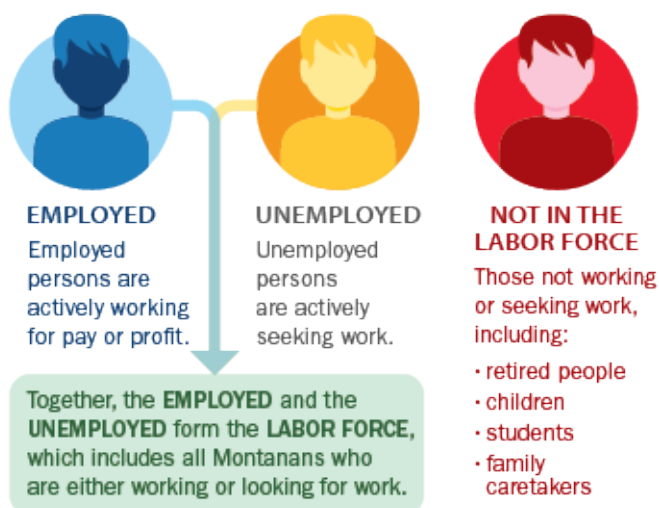 EMPLOYED
Employed
persons are
actively working
for pay or profit.
UNEMPLOYED
Unemployed
persons
are actively
seeking work.
NOT IN THE
LABOR FORCE
Those not working
or seeking work,
including:
· retired people
· children
· students
· family
caretakers
Together, the EMPLOYED and the
UNEMPLOYED form the LABOR FORCE,
which includes all Montanans who
are either working or looking for work.